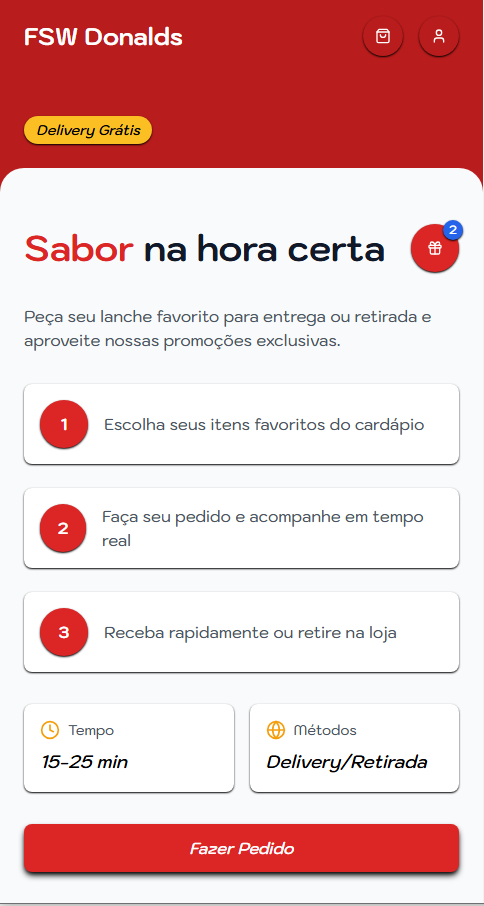 FSW Donalds
Delivery Grátis
Sabor na hora certa
2
Peça seu lanche favorito para entrega ou retirada e
aproveite nossas promoções exclusivas.
1
Escolha seus itens favoritos do cardápio
2
Faça seu pedido e acompanhe em tempo
real
3
Receba rapidamente ou retire na loja
Tempo
15-25 min
Métodos
Delivery/Retirada
Fazer Pedido